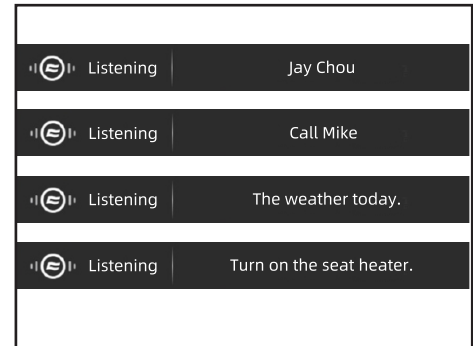 Listening Jay Chou
Listening Call Mike
Listening The weather today.
Listening Turn on the seat heater.